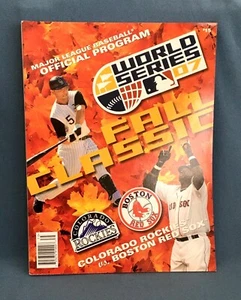 MAJOR LEAGUE BASEBALL®
OFFICIAL PROGRAM
WORLD
SERIES
07
FALL
CLASSIC
5
COLORADO
ROCKIES
BOSTON
RED SOX
COLORADO ROCKIES
VS. BOSTON RED SOX